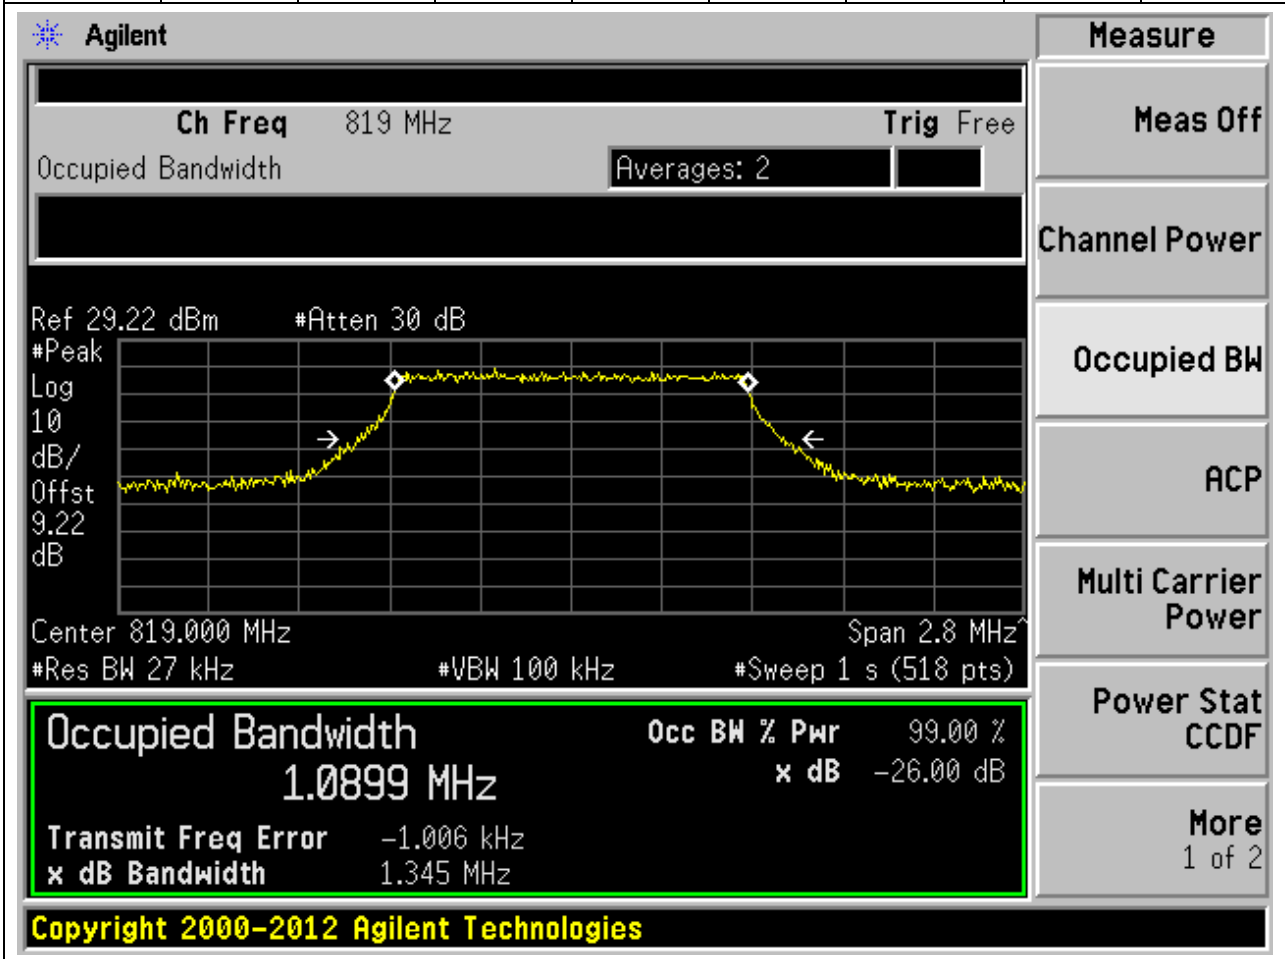 Agilent
Measure
Ch Freq 819 MHz Trig Free
Occupied Bandwidth Averages: 2
Meas Off
Channel Power
Occupied BW
ACP
Multi Carrier
Power
Power Stat
CCDF
More
1 of 2
Ref 29.22 dBm #Atten 30 dB
#Peak
Log
10
dB/
Offst
9.22
dB
Center 819.000 MHz Span 2.8 MHz^
#Res BW 27 kHz #VBW 100 kHz #Sweep 1 s (518 pts)
Occupied Bandwidth Occ BW % Pwr 99.00 %
1.0899 MHz x dB -26.00 dB
Transmit Freq Error -1.006 kHz
x dB Bandwidth 1.345 MHz
Copyright 2000-2012 Agilent Technologies